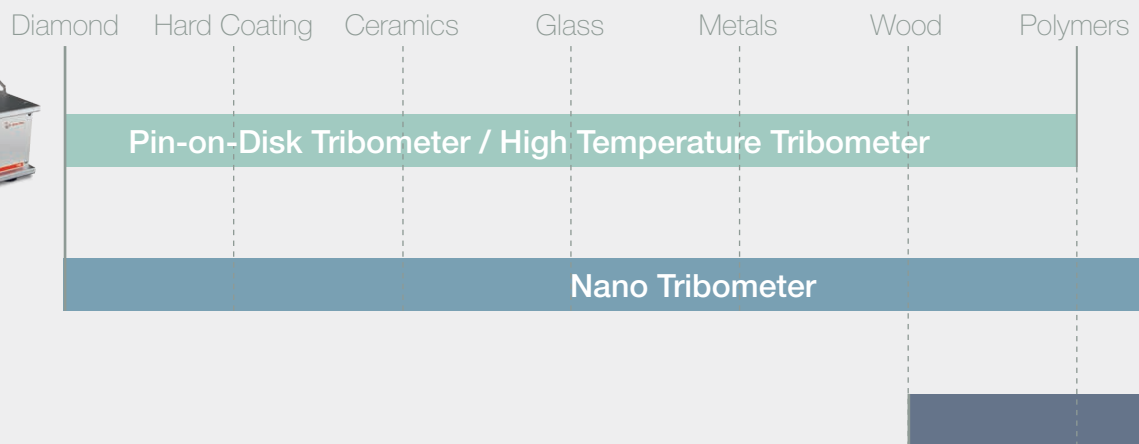 Diamond Hard Coating Ceramics Glass Metals Wood Polymers
Pin-on-Disk Tribometer / High Temperature Tribometer
Nano Tribometer